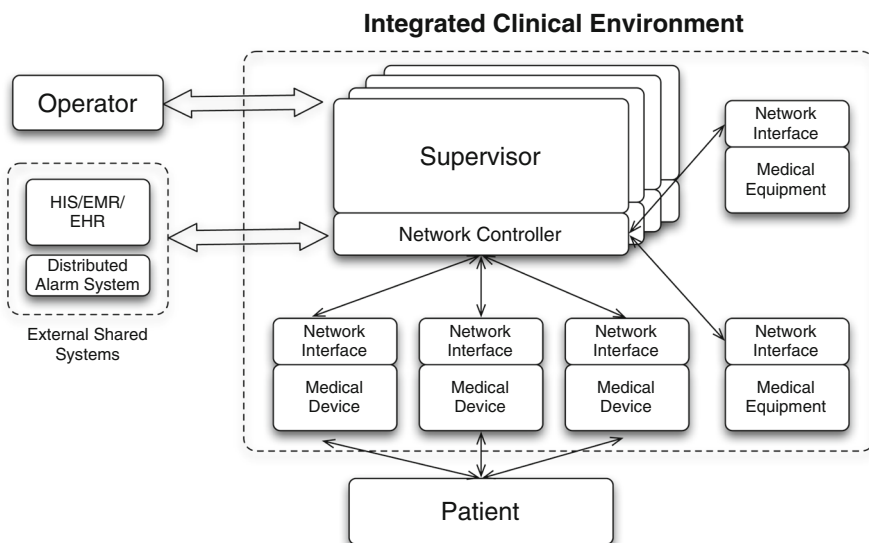 Integrated Clinical Environment
Operator
Supervisor
Network Controller
HIS/EMR/
EHR
Distributed
Alarm System
External Shared
Systems
Network
Interface
Medical
Equipment
Network
Interface
Medical
Device
Network
Interface
Medical
Device
Network
Interface
Medical
Device
Network
Interface
Medical
Equipment
Patient